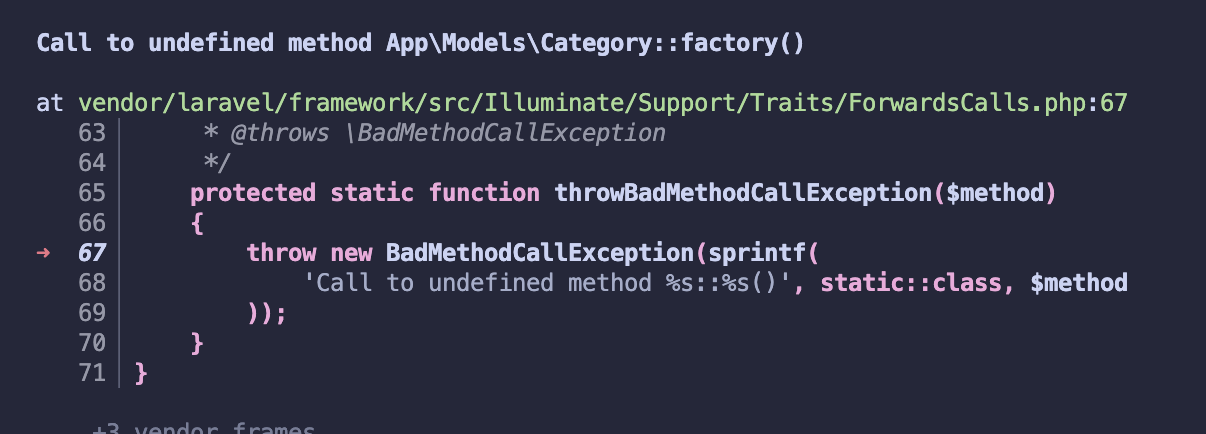 Call to undefined method App\Models\Category::factory()
at vendor/laravel/framework/src/Illuminate/Support/Traits/ForwardsCalls.php:67
63| * @throws \BadMethodCallException
64| */
65| protected static function throwBadMethodCallException($method)
66| {
➜ 67| throw new BadMethodCallException(sprintf(
68| 'Call to undefined method %s::%s()', static::class, $method
69| ));
70| }
71| }
+3 vendor frames